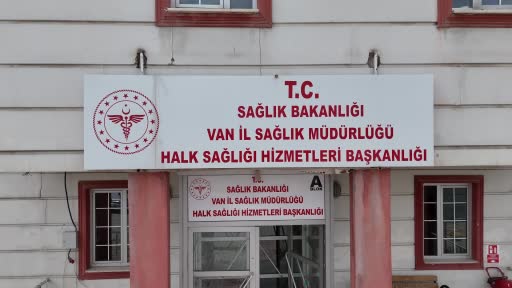 T.C.
SAĞLIK BAKANLIĞI
VAN İL SAĞLIK MÜDÜRLÜĞÜ
HALK SAĞLIĞI HİZMETLERİ BAŞKANLIĞI
T.C.
SAĞLIK BAKANLIĞI
VAN İL SAĞLIK MÜDÜRLÜĞÜ
HALK SAĞLIĞI HİZMETLERİ BAŞKANLIĞI
A
BLOK